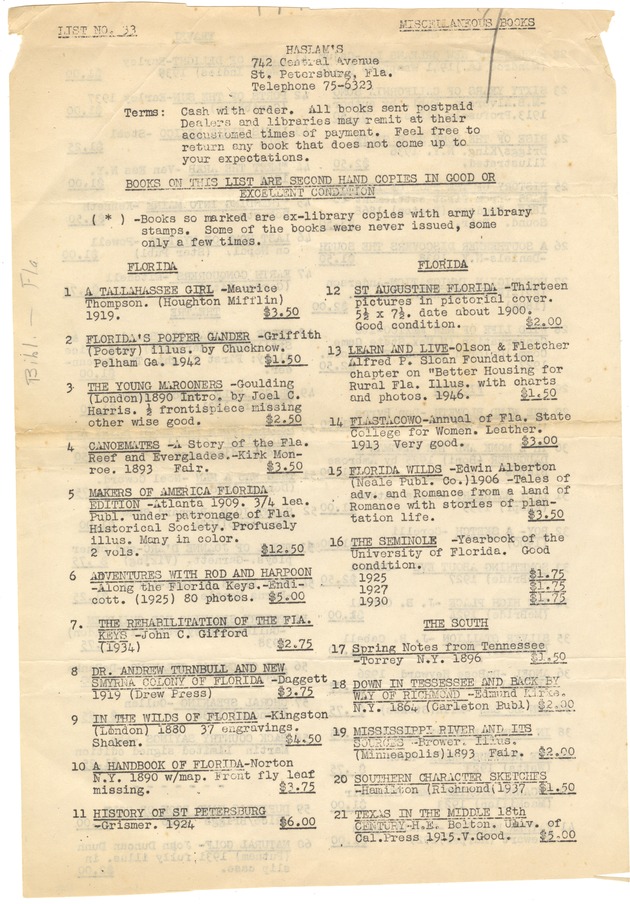 LIST NO. 33
MISCELLANEOUS BOOKS
HASLAM'S
742 Central Avenue
St. Petersburg, Fla.
Telephone 75-6323
Terms: Cash with order. All books sent postpaid
Dealers and libraries may remit at their
accustomed times of payment. Feel free to
return any book that does not come up to
your expectations.
BOOKS ON THIS LIST ARE SECOND HAND COPIES IN GOOD OR
EXCELLENT CONDITION
( * ) -Books so marked are ex-library copies with army library
stamps. Some of the books were never issued, some
only a few times.
Bibl. - Fla
FLORIDA
1 A TALLAHASSEE GIRL -Maurice
Thompson. (Houghton Mifflin)
1919. $3.50
2 FLORIDA'S POPPER GANDER -Griffith
(Poetry) illus. by Chucknow.
Pelham Ga. 1942 $1.50
3 THE YOUNG MAROONERS -Goulding
(London)1890 Intro. by Joel C.
Harris. ½ frontispiece missing
other wise good. $2.50
4 CANOEMATES -A Story of the Fla.
Reef and Everglades.-Kirk Mon-
roe. 1893 Fair. $3.50
5 MAKERS OF AMERICA FLORIDA
EDITION -Atlanta 1909. 3/4 lea.
Publ. under patronage of Fla.
Historical Society. Profusely
illus. Many in color.
2 vols. $12.50
6 ADVENTURES WITH ROD AND HARPOON
-Along the Florida Keys.-Endi-
cott. (1925) 80 photos. $5.00
7. THE REHABILITATION OF THE FLA.
KEYS -John C. Gifford
(1934) $2.75
8 DR. ANDREW TURNBULL AND NEW
SMYRNA COLONY OF FLORIDA -Daggett
1919 (Drew Press) $3.75
9 IN THE WILDS OF FLORIDA -Kingston
(London) 1880 37 engravings.
Shaken. $4.50
10 A HANDBOOK OF FLORIDA-Norton
N.Y. 1890 w/map. Front fly leaf
missing. $3.75
11 HISTORY OF ST PETERSBURG
-Grismer. 1924 $6.00
FLORIDA
12 ST AUGUSTINE FLORIDA -Thirteen
pictures in pictorial cover.
5½ x 7½. date about 1900.
Good condition. $2.00
13 LEARN AND LIVE-Olson & Fletcher
Alfred P. Sloan Foundation
chapter on "Better Housing for
Rural Fla. Illus. with charts
and photos. 1946. $1.50
14 FLASTACOWO-Annual of Fla. State
College for Women. Leather.
1913 Very good. $3.00
15 FLORIDA WILDS -Edwin Alberton
(Neale Publ. Co.)1906 -Tales of
adv. and Romance from a land of
Romance with stories of plan-
tation life. $3.50
16 THE SEMINOLE -Yearbook of the
University of Florida. Good
condition.
1925 $1.75
1927 $1.75
1930 $1.75
THE SOUTH
17 Spring Notes from Tennessee
-Torrey N.Y. 1896 $1.50
18 DOWN IN TESSESEE AND BACK BY
WAY OF RICHMOND -Edmund Kirke.
N.Y. 1864 (Carleton Publ) $2.00
19 MISSISSIPPI RIVER AND ITS
SOURCES -Brower. Illus.
(Minneapolis)1893 Fair. $2.00
20 SOUTHERN CHARACTER SKETCHES
-Hamilton (Richmond(1937 $1.50
21 TEXAS IN THE MIDDLE 18th
CENTURY-H.E. Bolton. Univ. of
Cal.Press 1915.V.Good. $5.00